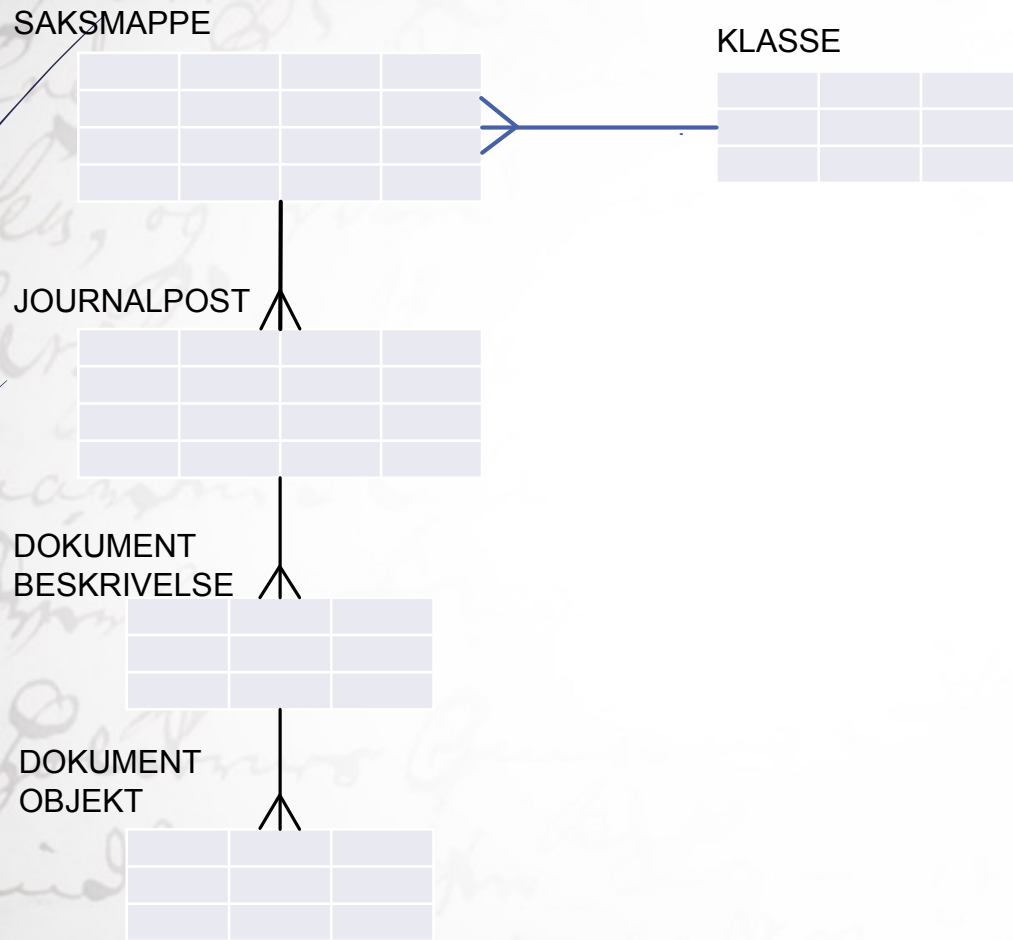 SAKSMAPPE
KLASSE
JOURNALPOST
DOKUMENT
BESKRIVELSE
DOKUMENT
OBJEKT